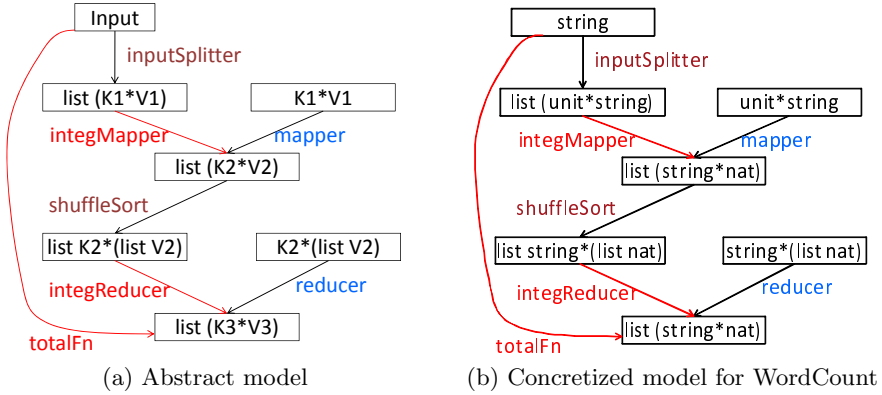 Input
inputSplitter
list (K1*V1)
K1*V1
integMapper
mapper
list (K2*V2)
shuffleSort
list K2*(list V2)
K2*(list V2)
integReducer
reducer
list (K3*V3)
totalFn
(a) Abstract model
string
inputSplitter
list (unit*string)
unit*string
integMapper
mapper
list (string*nat)
shuffleSort
list string*(list nat)
string*(list nat)
integReducer
reducer
list (string*nat)
totalFn
(b) Concretized model for WordCount